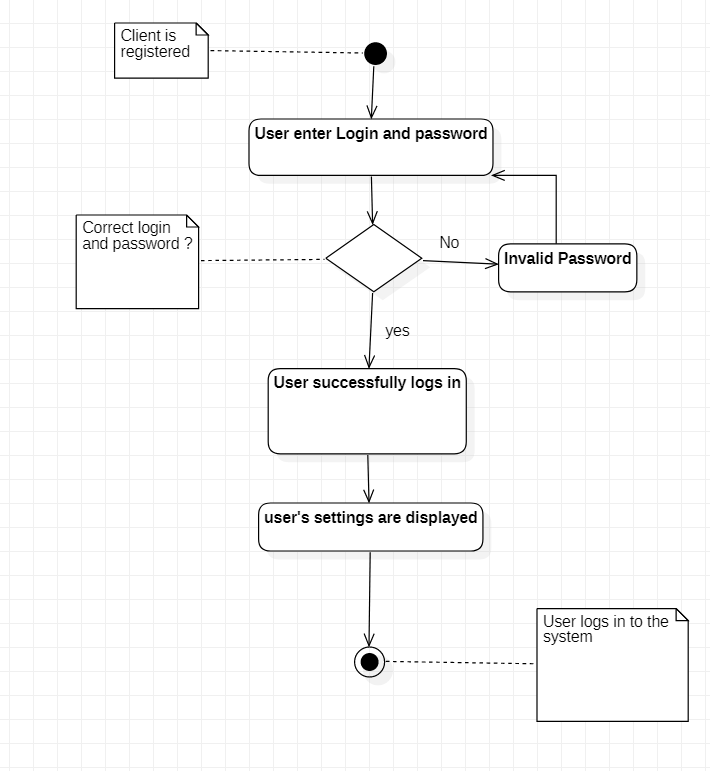 Client is
registered
User enter Login and password
Correct login
and password ?
No
Invalid Password
yes
User successfully logs in
user's settings are displayed
User logs in to the
system